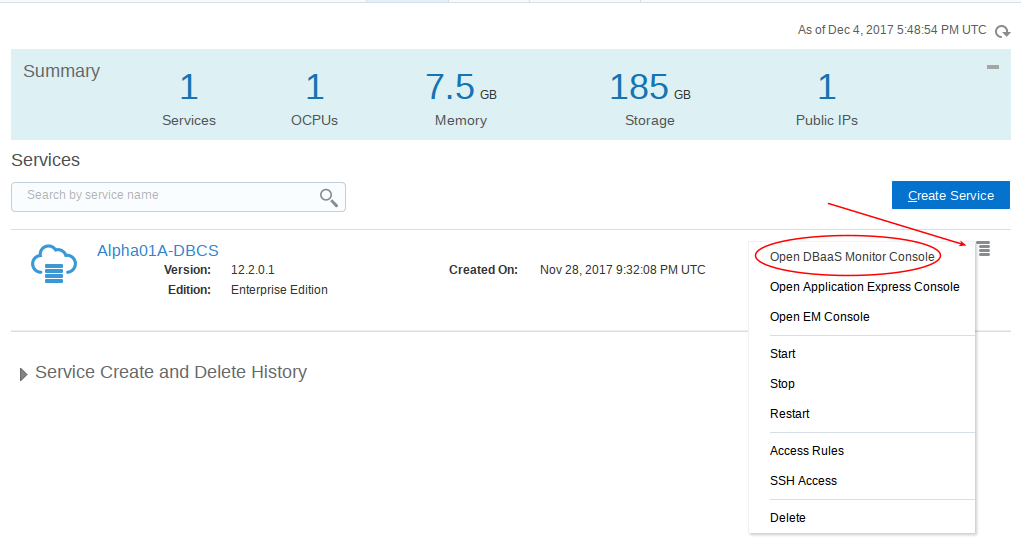 As of Dec 4, 2017 5:48:54 PM UTC
Summary
1 1 7.5 GB 185 GB 1
Services OCPUs Memory Storage Public IPs
Services
Search by service name
Create Service
Alpha01A-DBCS
Version: 12.2.0.1 Created On: Nov 28, 2017 9:32:08 PM UTC
Edition: Enterprise Edition
Open DBaaS Monitor Console
Open Application Express Console
Open EM Console
Start
Stop
Restart
Access Rules
SSH Access
Delete
Service Create and Delete History